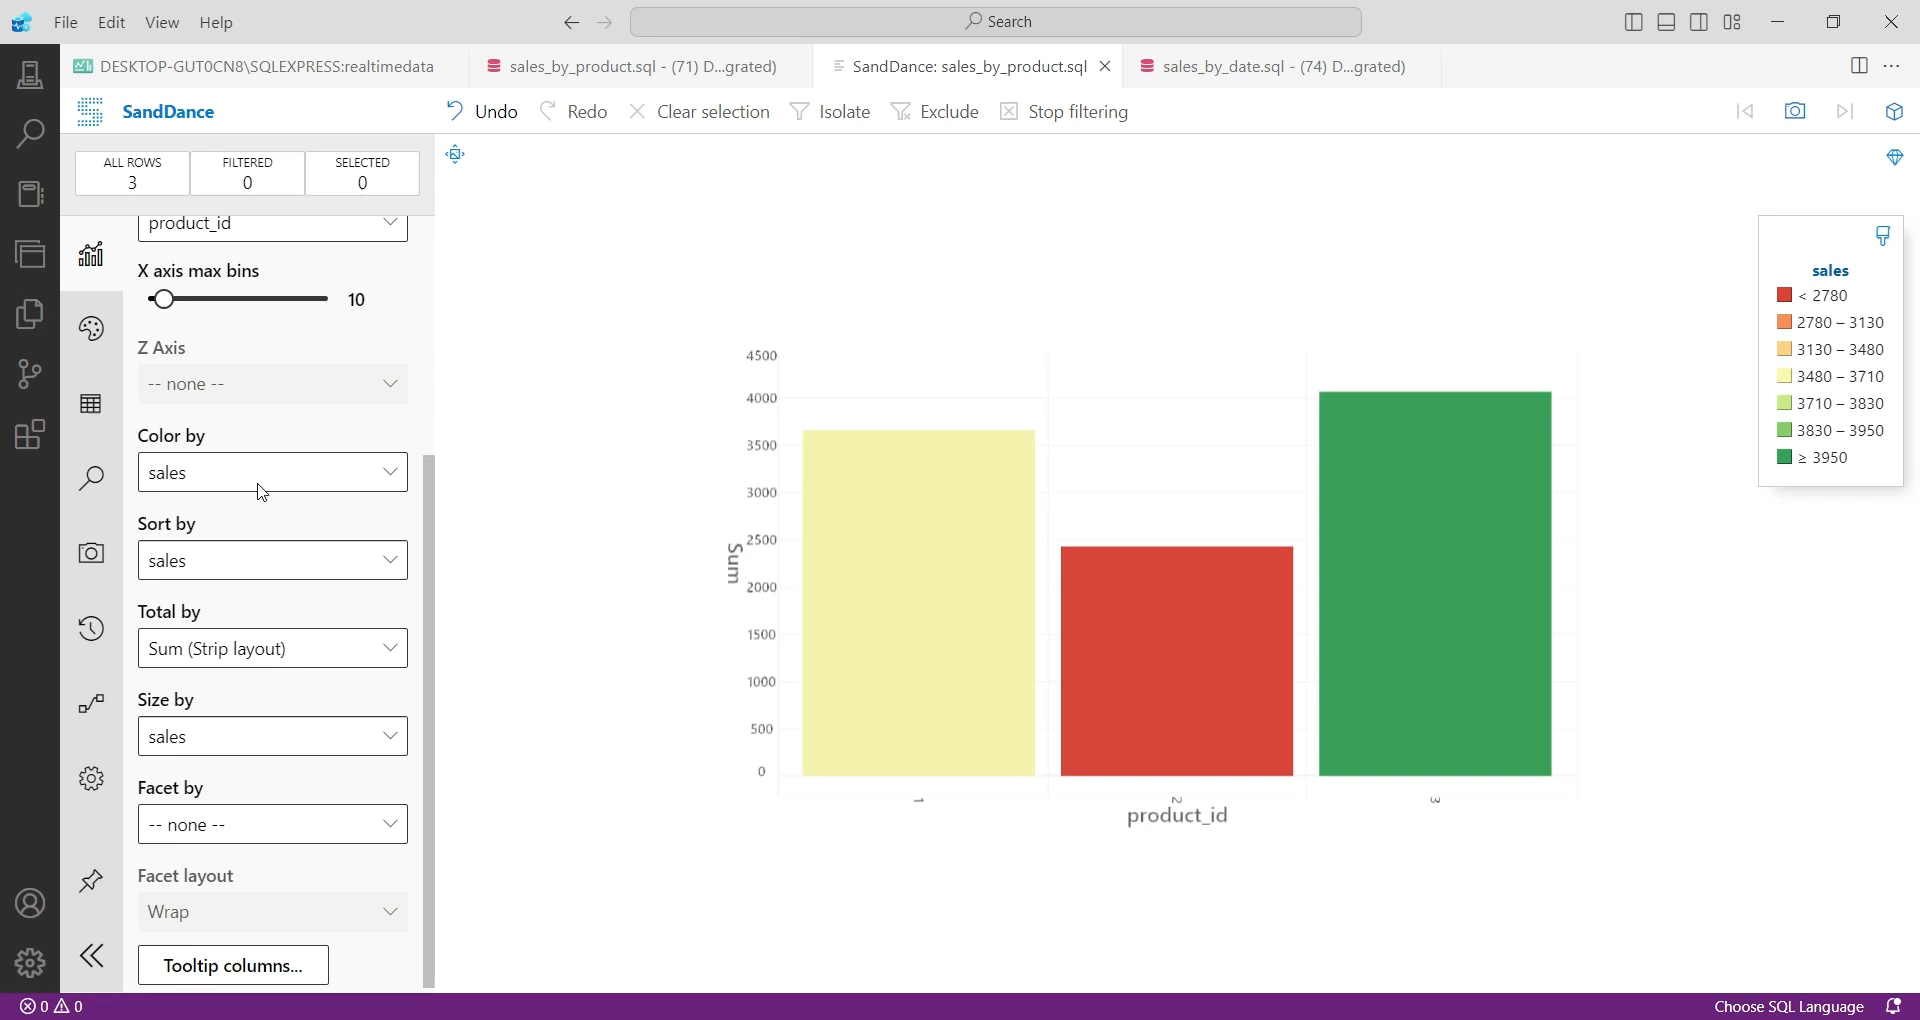 File Edit View Help
Search
DESKTOP-GUT0CN8\SQLEXPRESS:realtimedata
sales_by_product.sql - (71) D...grated)
SandDance: sales_by_product.sql
sales_by_date.sql - (74) D...grated)
SandDance
Undo Redo Clear selection Isolate Exclude Stop filtering
ALL ROWS
3
FILTERED
0
SELECTED
0
product_id
X axis max bins
10
Z Axis
-- none --
Color by
sales
Sort by
sales
Total by
Sum (Strip layout)
Size by
sales
Facet by
-- none --
Facet layout
Wrap
Tooltip columns...
4500
4000
3500
3000
2500
2000
1500
1000
500
0
Sum
1
2
3
product_id
sales
< 2780
2780 – 3130
3130 – 3480
3480 – 3710
3710 – 3830
3830 – 3950
≥ 3950
0 0
Choose SQL Language